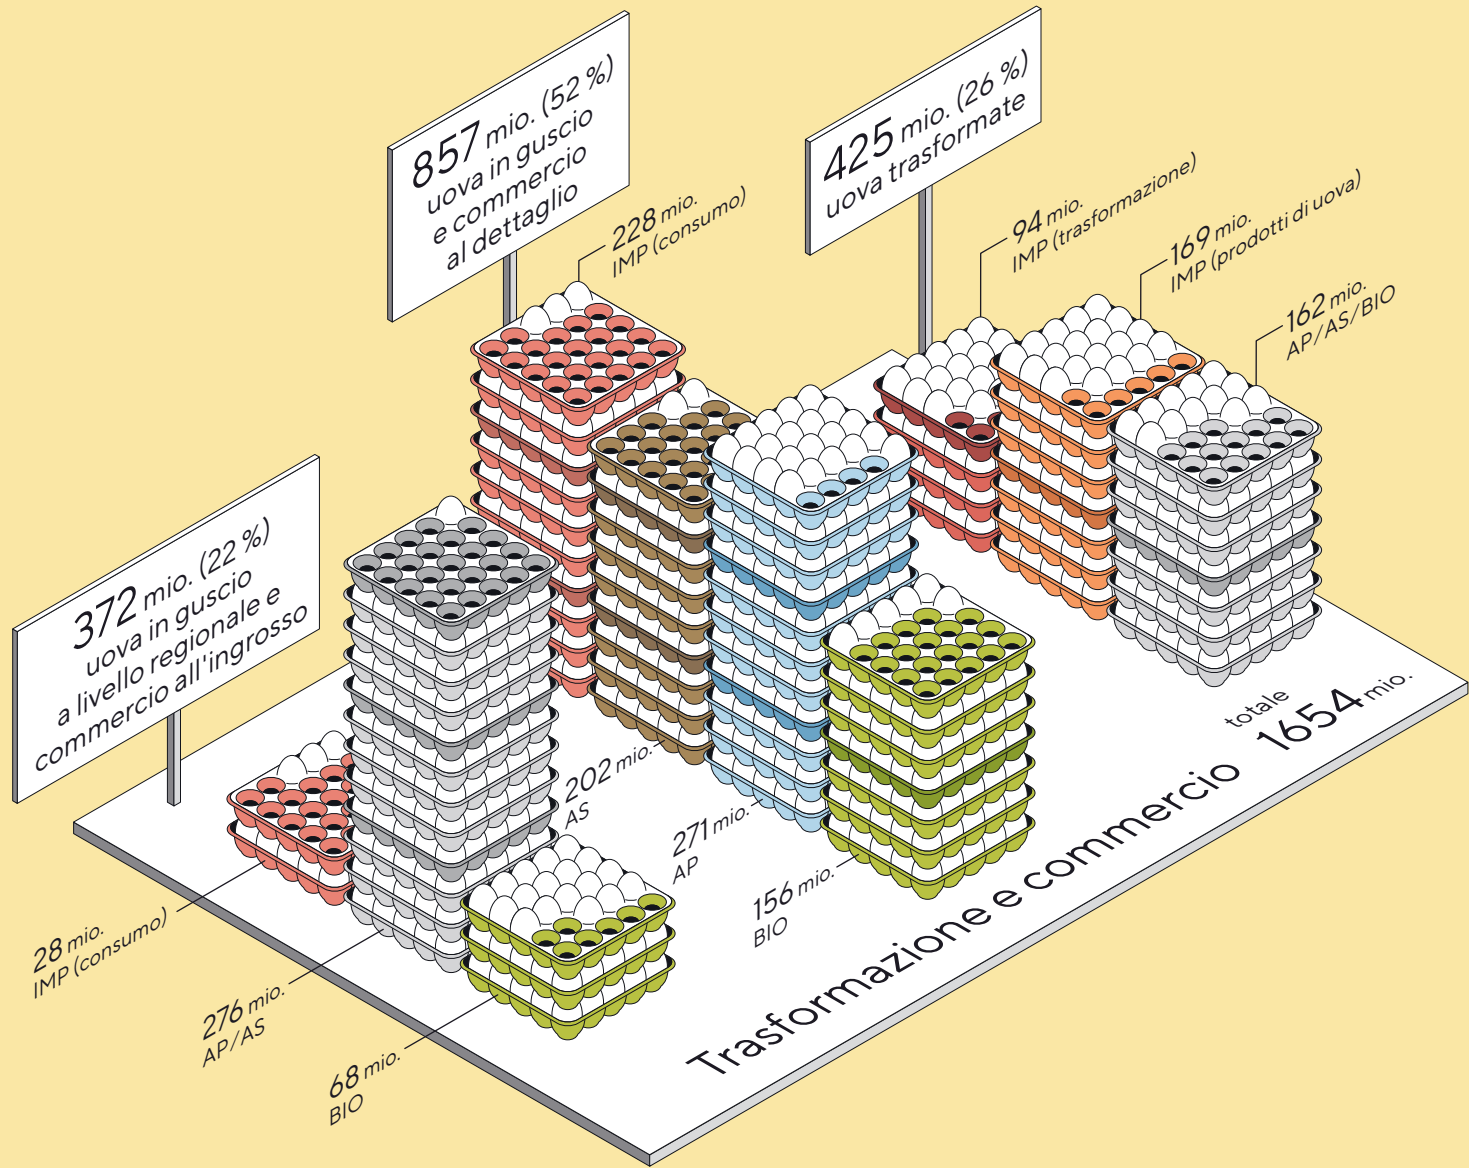 857 mio. (52 %)
uova in guscio
e commercio
al dettaglio
425 mio. (26 %)
uova trasformate
228 mio.
IMP (consumo)
94 mio.
IMP (trasformazione)
169 mio.
IMP (prodotti di uova)
162 mio.
AP/AS/BIO
372 mio. (22 %)
uova in guscio
a livello regionale e
commercio all'ingrosso
202 mio.
AS
271 mio.
AP
156 mio.
BIO
28 mio.
IMP (consumo)
276 mio.
AP/AS
68 mio.
BIO
totale
1654 mio.
Trasformazione e commercio